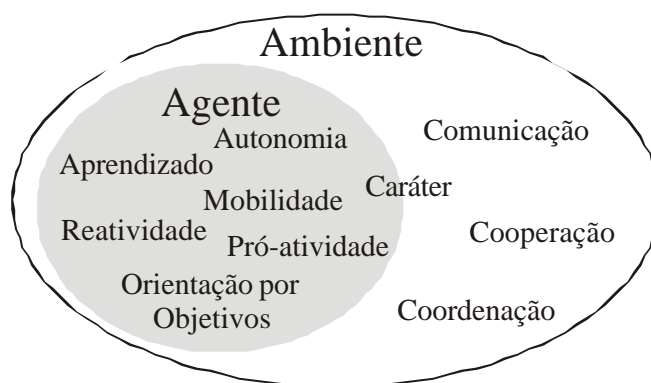 Ambiente
Agente
Autonomia
Comunicação
Aprendizado
Caráter
Mobilidade
Reatividade
Pró-atividade
Cooperação
Orientação por
Objetivos
Coordenação